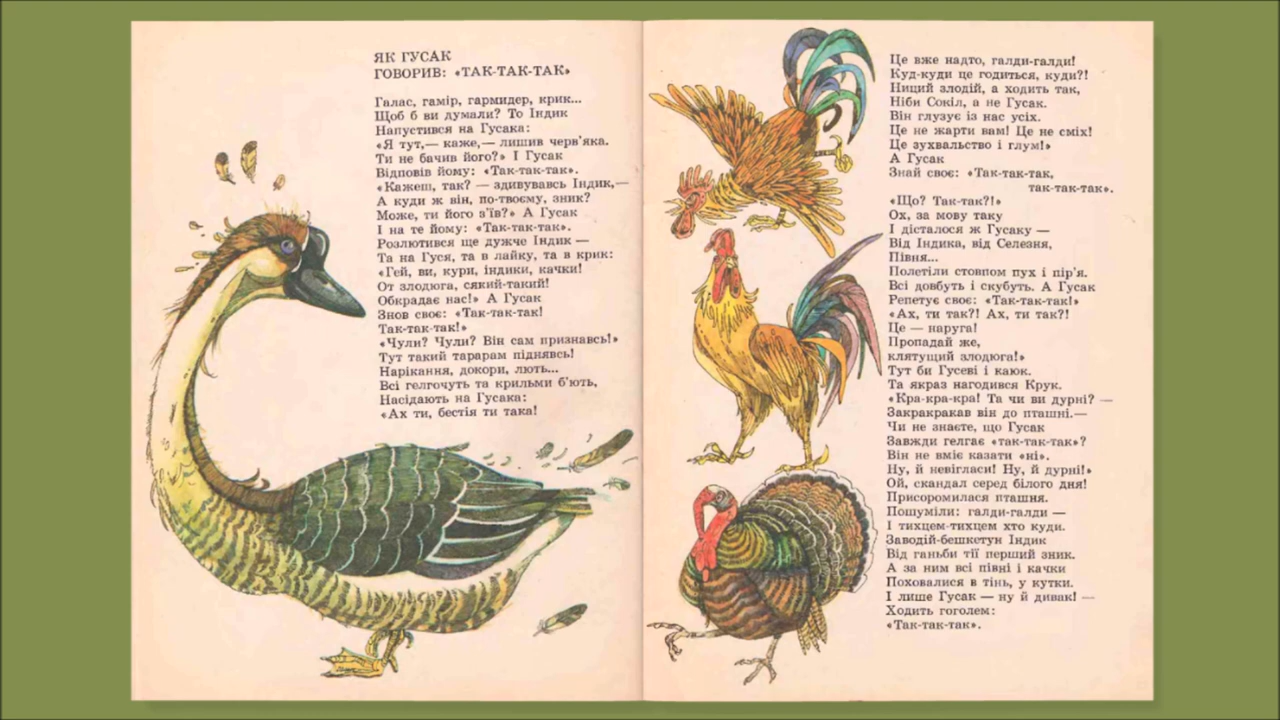 ЯК ГУСАК
ГОВОРИВ: «ТАК-ТАК-ТАК»
Галас, гамір, гармидер, крик...
Щоб б ви думали? То Індик
Напустився на Гусака:
«Я тут,— каже,— лишив черв'яка.
Ти не бачив його?» І Гусак
Відповів йому: «Так-так-так».
«Кажеш, так? — здивувавсь Індик,—
А куди ж він, по-твоєму, зник?
Може, ти його з'їв?» А Гусак
І на те йому: «Так-так-так».
Розлютився ще дужче Індик —
Та на Гуся, та в лайку, та в крик:
«Гей, ви, кури, індики, качки!
От злодюга, сякий-такий!
Обкрадає нас!» А Гусак
Знов своє: «Так-так-так!
Так-так-так!»
«Чули? Чули? Він сам признавсь!»
Тут такий тарарам піднявсь!
Нарікання, докори, лють...
Всі гелгочуть та крильми б'ють,
Насідають на Гусака:
«Ах ти, бестія ти така!
Це вже надто, галди-галди!
Куд-куди це годиться, куди?!
Ниций злодій, а ходить так,
Ніби Сокіл, а не Гусак.
Він глузує із нас усіх.
Це не жарти вам! Це не сміх!
Це зухвальство і глум!»
А Гусак
Знай своє: «Так-так-так,
так-так-так».
«Що? Так-так?!»
Ох, за мову таку
І дісталося ж Гусаку —
Від Індика, від Селезня,
Півня...
Полетіли стовпом пух і пір'я.
Всі довбуть і скубуть. А Гусак
Репетує своє: «Так-так-так!»
«Ах, ти так?! Ах, ти так?!
Це — наруга!
Пропадай же,
клятущий злодюга!»
Тут би Гусеві і каюк.
Та якраз нагодився Крук.
«Кра-кра-кра! Та чи ви дурні? —
Закракракав він до пташні.—
Чи не знаєте, що Гусак
Завжди гелгає «так-так-так»?
Він не вміє казати «ні».
Ну, й невігласи! Ну, й дурні!»
Ой, скандал серед білого дня!
Присоромилася пташня.
Пошуміли: галди-галди —
І тихцем-тихцем хто куди.
Заводій-бешкетун Індик
Від ганьби тії перший зник.
А за ним всі півні і качки
Поховалися в тінь, у кутки.
І лише Гусак — ну й дивак! —
Ходить гоголем:
«Так-так-так».